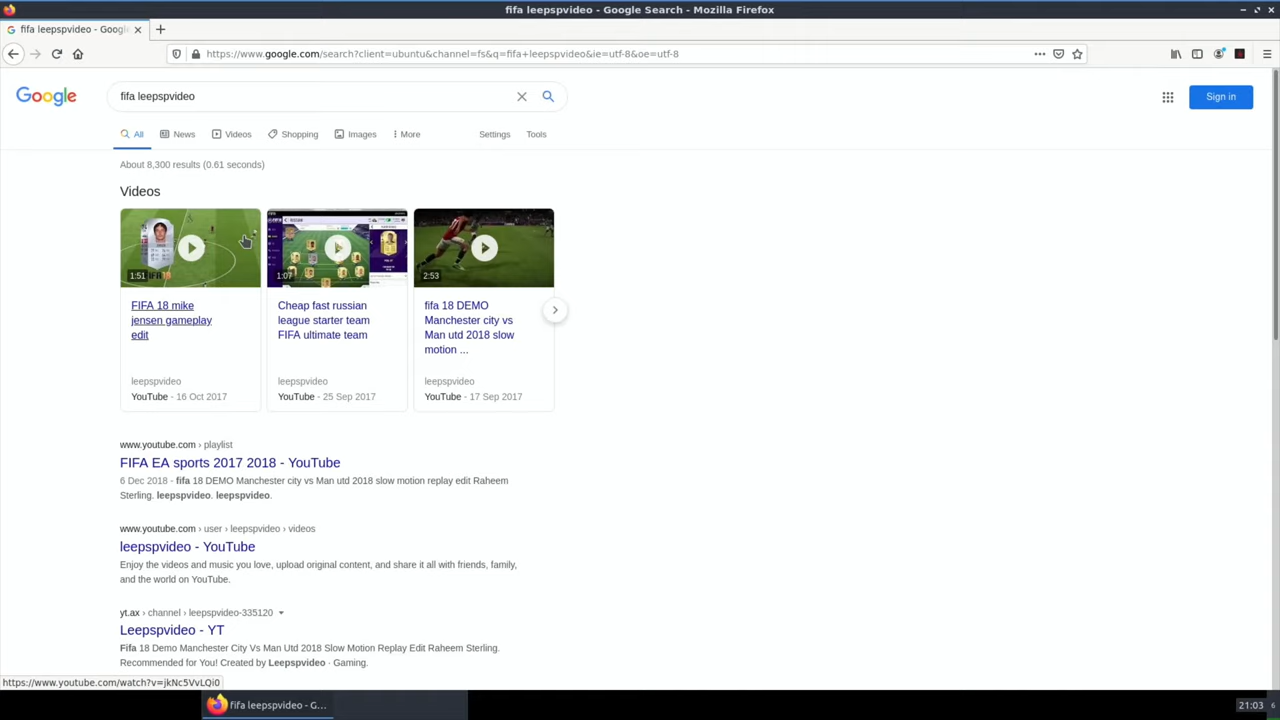 fifa leepspvideo - Google Search - Mozilla Firefox
fifa leepspvideo - Goog
https://www.google.com/search?client=ubuntu&channel=fs&q=fifa+leepspvideo&ie=utf-8&oe=utf-8
Google
fifa leepspvideo
Sign in
All
News
Videos
Shopping
Images
More
Settings
Tools
About 8,300 results (0.61 seconds)
Videos
1:51
1:07
2:53
FIFA 18 mike
jensen gameplay
edit
Cheap fast russian
league starter team
FIFA ultimate team
fifa 18 DEMO
Manchester city vs
Man utd 2018 slow
motion ...
leepspvideo
YouTube - 16 Oct 2017
leepspvideo
YouTube - 25 Sep 2017
leepspvideo
YouTube - 17 Sep 2017
www.youtube.com › playlist
FIFA EA sports 2017 2018 - YouTube
6 Dec 2018 - fifa 18 DEMO Manchester city vs Man utd 2018 slow motion replay edit Raheem
Sterling. leepspvideo. leepspvideo.
www.youtube.com › user › leepspvideo › videos
leepspvideo - YouTube
Enjoy the videos and music you love, upload original content, and share it all with friends, family,
and the world on YouTube.
yt.ax › channel › leepspvideo-335120
Leepspvideo - YT
Fifa 18 Demo Manchester City Vs Man Utd 2018 Slow Motion Replay Edit Raheem Sterling.
Recommended for You! Created by Leepspvideo · Gaming.
https://www.youtube.com/watch?v=jkNc5VvLQi0
fifa leepspvideo - G...
21:03 6